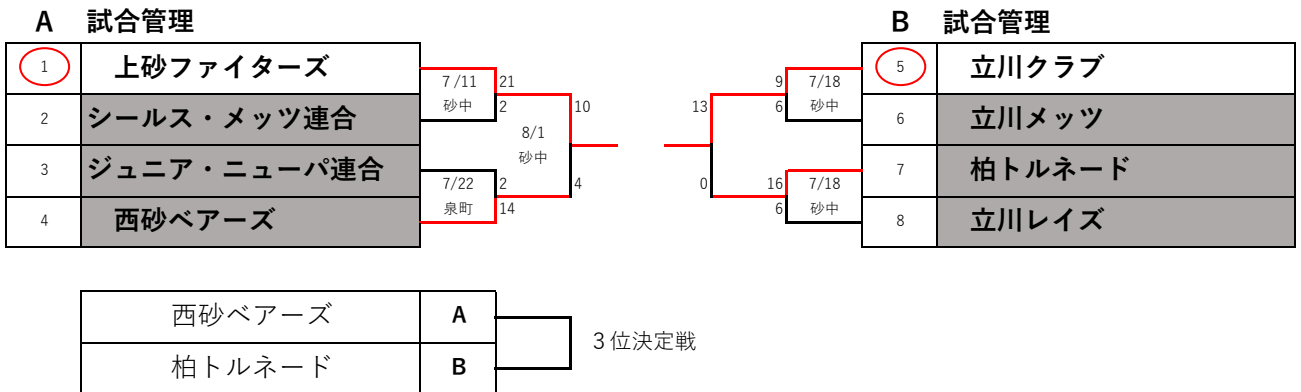 A 試合管理
B 試合管理
1 上砂ファイターズ
7/11 21
砂中 2
2 シールス・メッツ連合
10
8/1
砂中
3 ジュニア・ニューパ連合
7/22 2
4
泉町 14
4 西砂ベアーズ
9 7/18
5 立川クラブ
13
6 砂中
6 立川メッツ
0
16 7/18
7 柏トルネード
6 砂中
8 立川レイズ
西砂ベアーズ A
3位決定戦
柏トルネード B